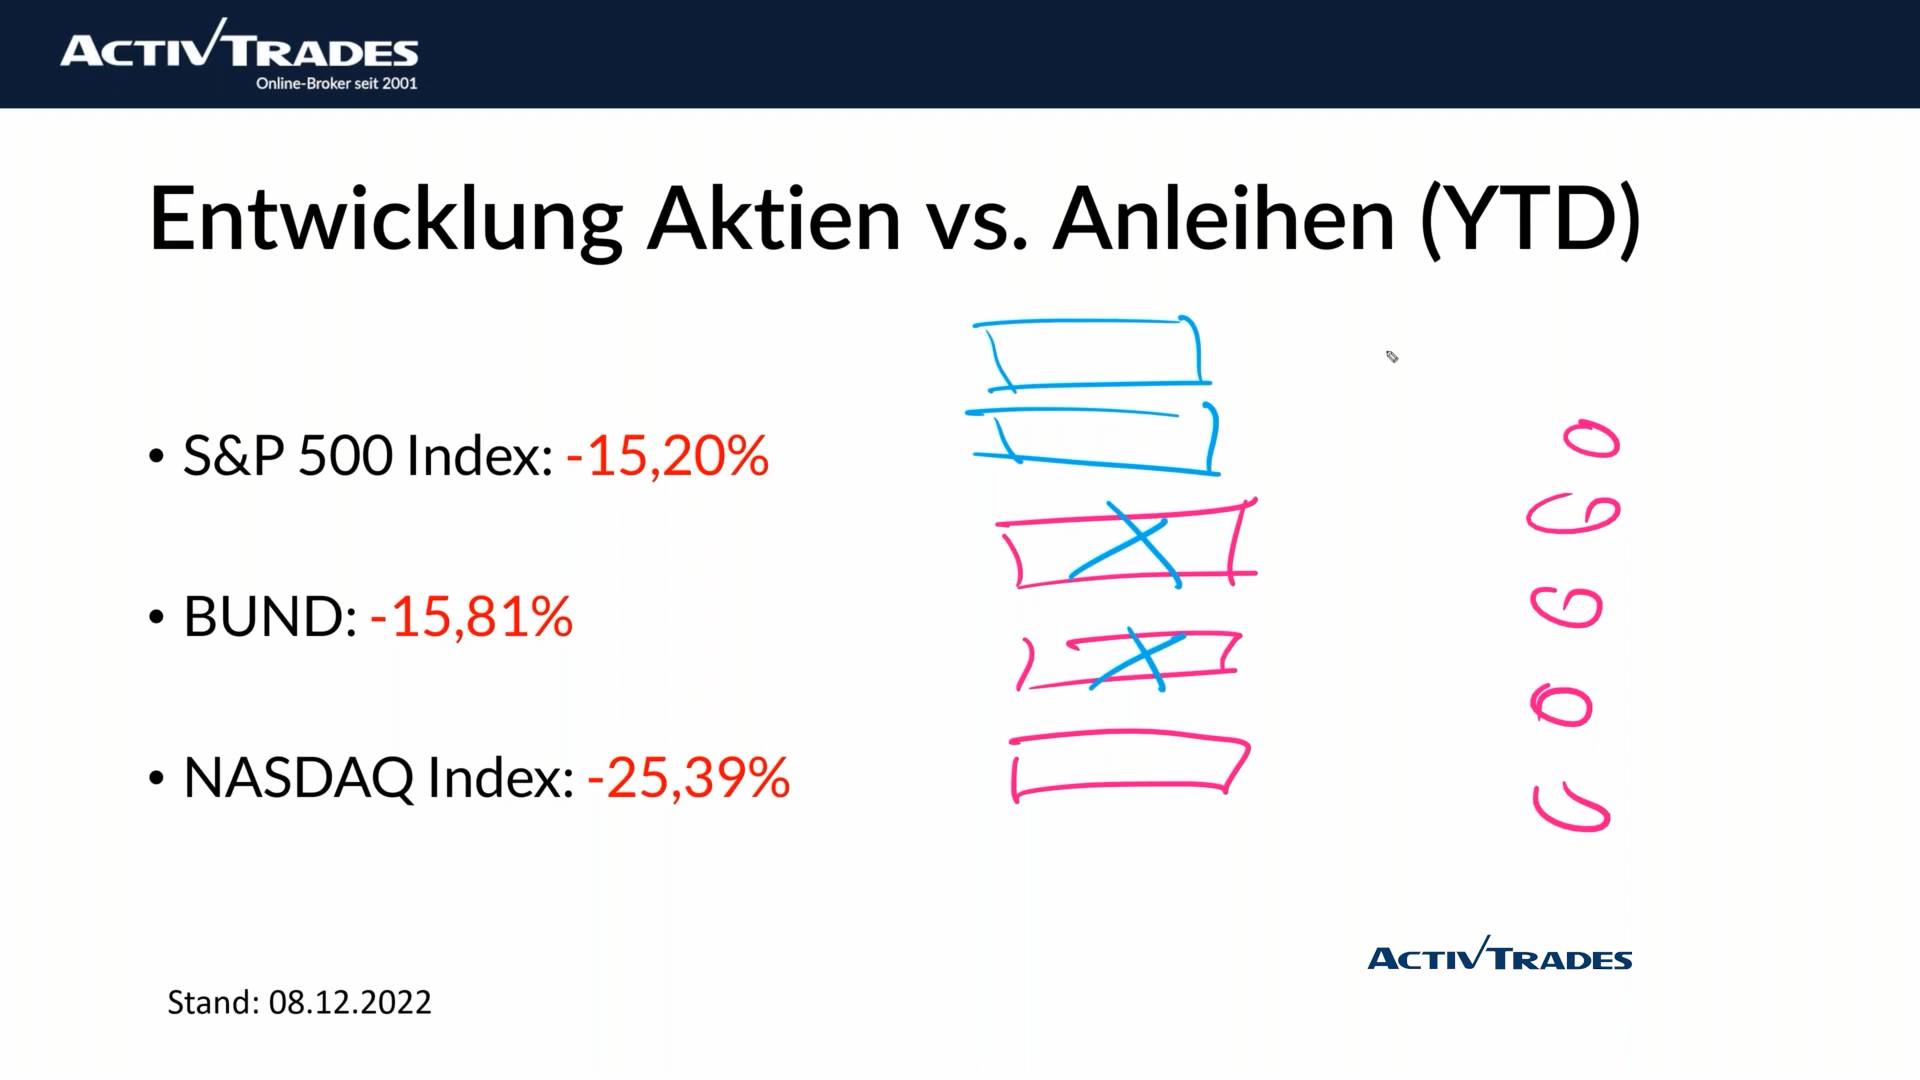 ACTIVTRADES
Online-Broker seit 2001
Entwicklung Aktien vs. Anleihen (YTD)
• S&P 500 Index: -15,20%
• BUND: -15,81%
• NASDAQ Index: -25,39%
ACTIVTRADES
Stand: 08.12.2022